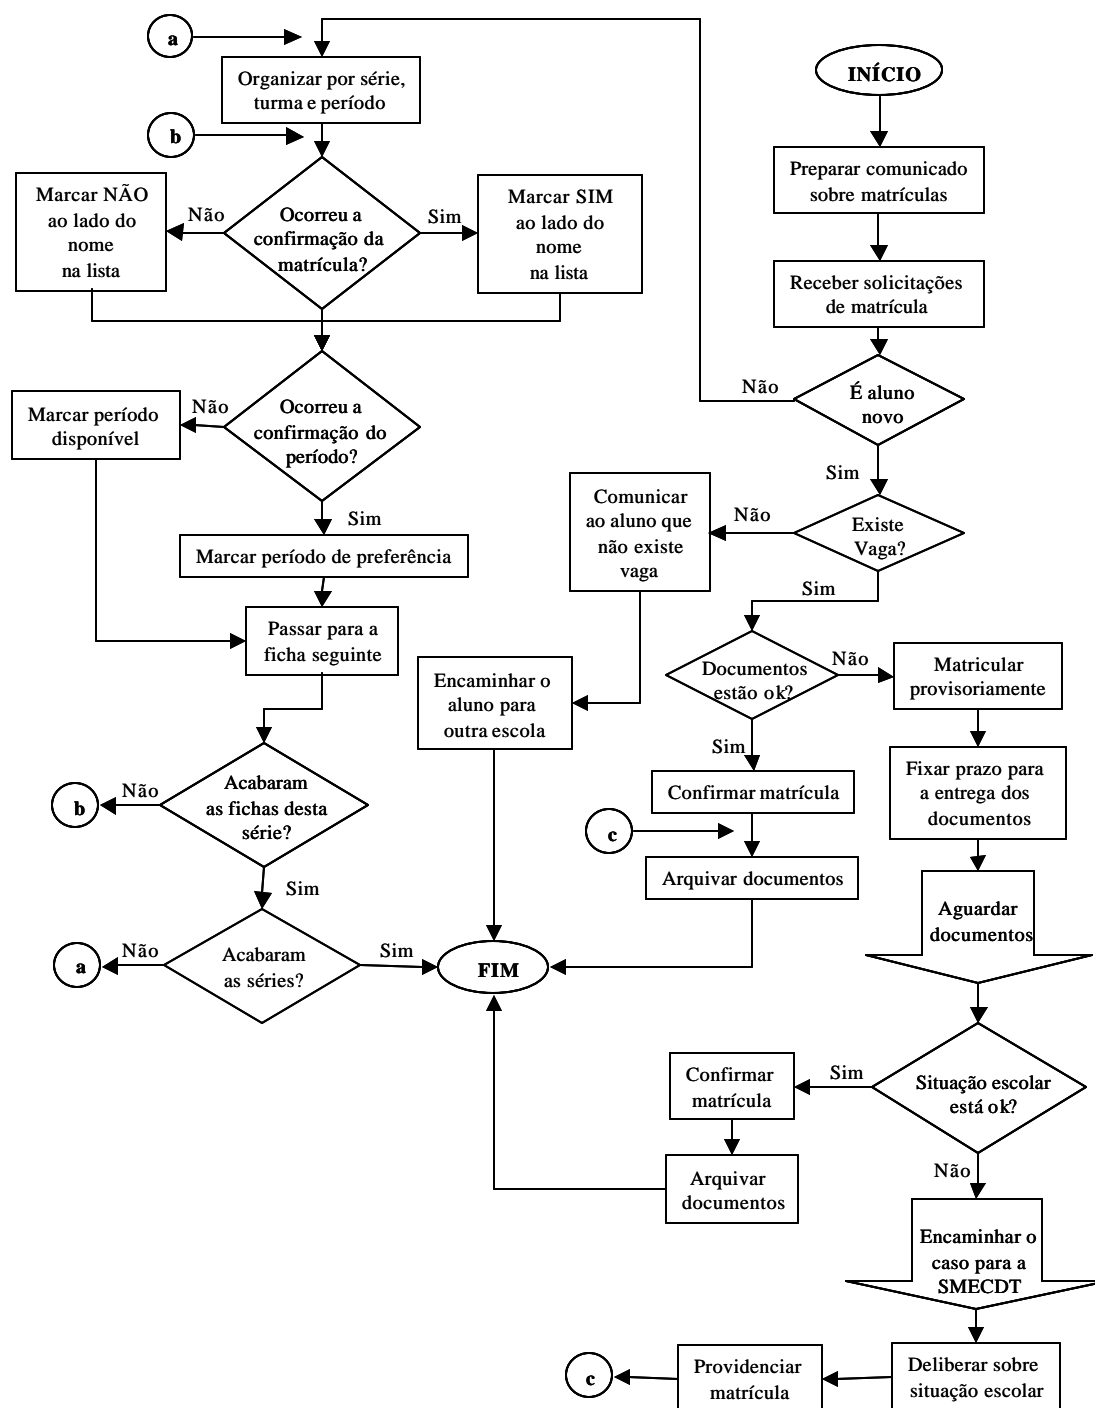 a
Organizar por série,
turma e período
b
Marcar NÃO
ao lado do
nome
na lista
Não
Ocorreu a
confirmação da
matrícula?
Sim
Marcar SIM
ao lado do
nome
na lista
Marcar período
disponível
Não
Ocorreu a
confirmação do
período?
Sim
Marcar período de preferência
Passar para a
ficha seguinte
Acabaram
as fichas desta
série?
Não
b
Sim
Acabaram
as séries?
Não
a
Sim
FIM
INÍCIO
Preparar comunicado
sobre matrículas
Receber solicitações
de matrícula
É aluno
novo
Não
Sim
Existe
Vaga?
Não
Comunicar
ao aluno que
não existe
vaga
Encaminhar o
aluno para
outra escola
Sim
Documentos
estão ok?
Não
Matricular
provisoriamente
Fixar prazo para
a entrega dos
documentos
Sim
Confirmar matrícula
c
Arquivar documentos
Aguardar
documentos
Situação escolar
está ok?
Sim
Confirmar
matrícula
Arquivar
documentos
Não
Encaminhar o
caso para a
SMECDT
Deliberar sobre
situação escolar
Providenciar
matrícula
c